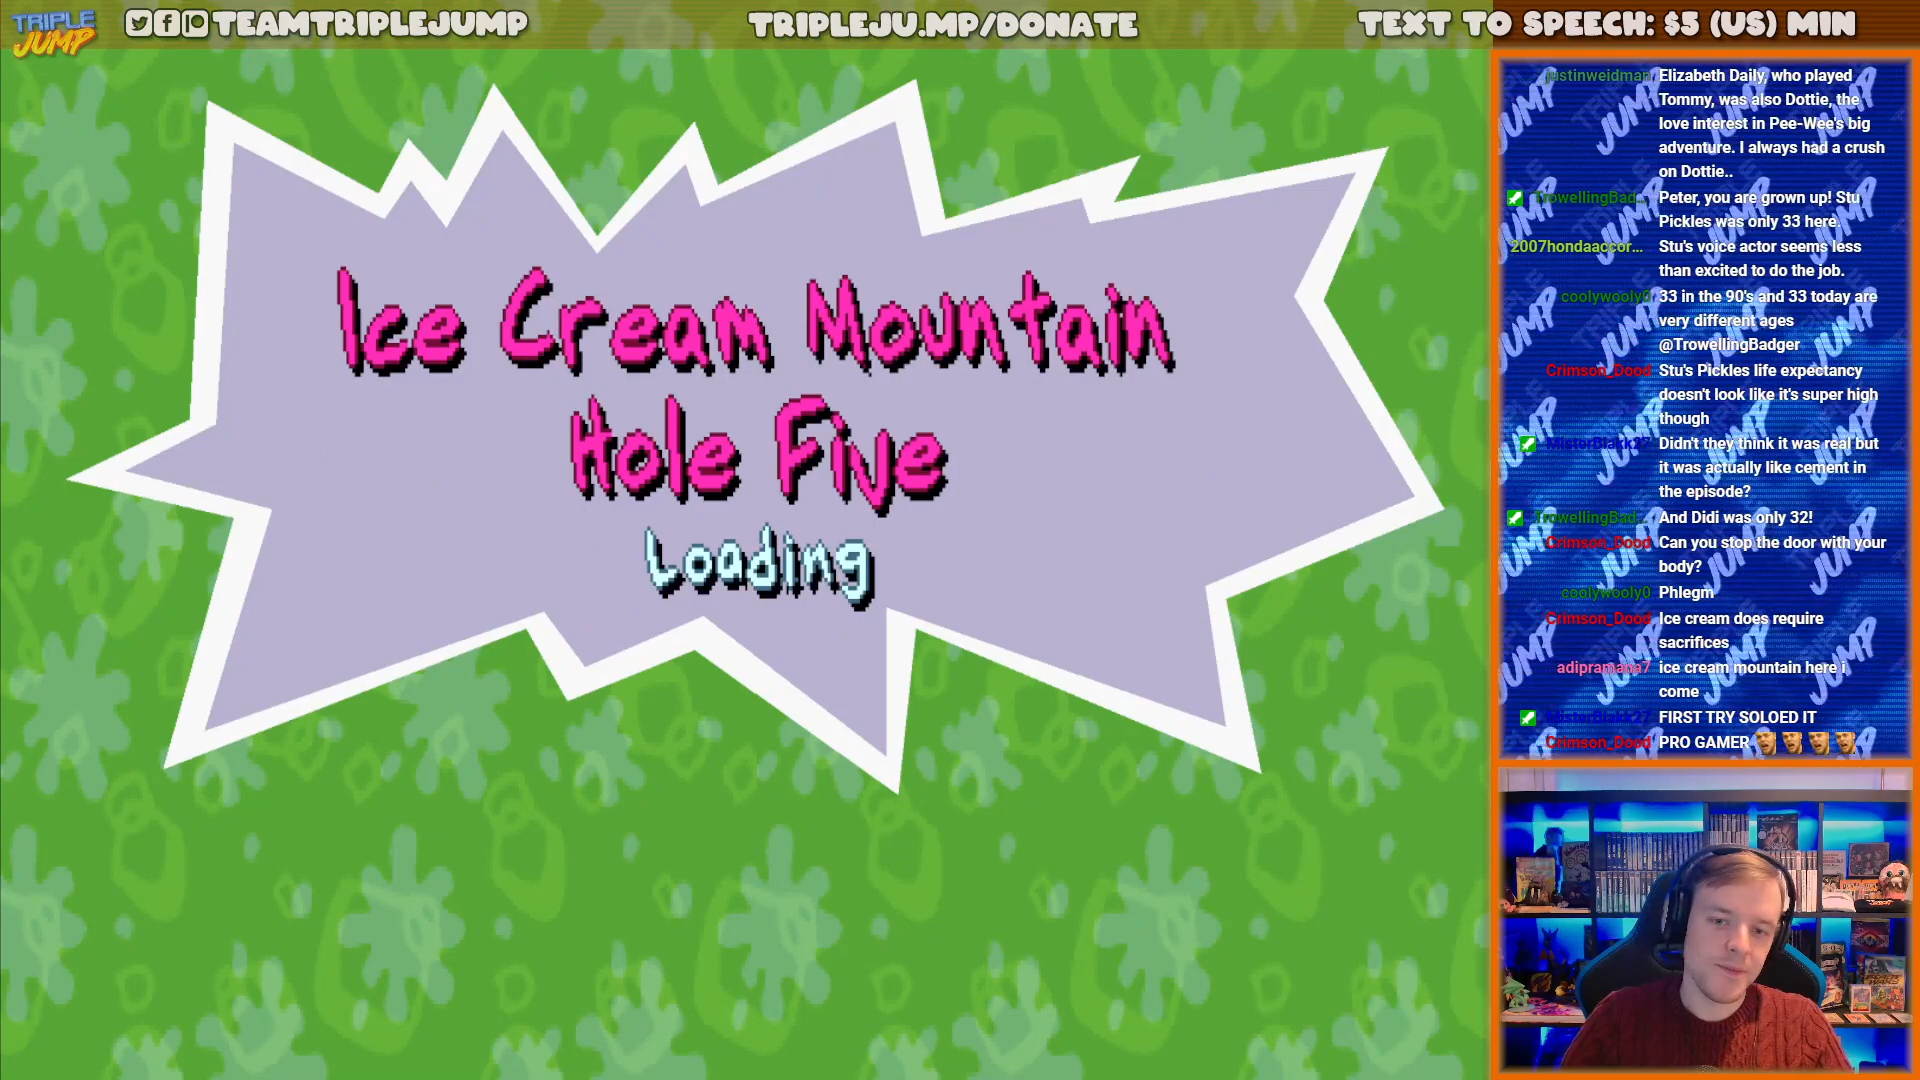 TRIPLE
JUMP
TEAMTRIPLEJUMP
TRIPLEJU.MP/DONATE
TEXT TO SPEECH: $5 (US) MIN
Ice Cream Mountain
Hole Five
Loading
justinweidman Elizabeth Daily, who played
Tommy, was also Dottie, the
love interest in Pee-Wee's big
adventure. I always had a crush
on Dottie..
TrowellingBad... Peter, you are grown up! Stu
Pickles was only 33 here.
2007hondaaccor... Stu's voice actor seems less
than excited to do the job.
coolywooly0 33 in the 90's and 33 today are
very different ages
@TrowellingBadger
Crimson_Dood Stu's Pickles life expectancy
doesn't look like it's super high
though
MisterBlakk27 Didn't they think it was real but
it was actually like cement in
the episode?
TrowellingBad... And Didi was only 32!
Crimson_Dood Can you stop the door with your
body?
coolywooly0 Phlegm
Crimson_Dood Ice cream does require
sacrifices
adipramana7 ice cream mountain here i
come
MisterBlakk27 FIRST TRY SOLOED IT
Crimson_Dood PRO GAMER